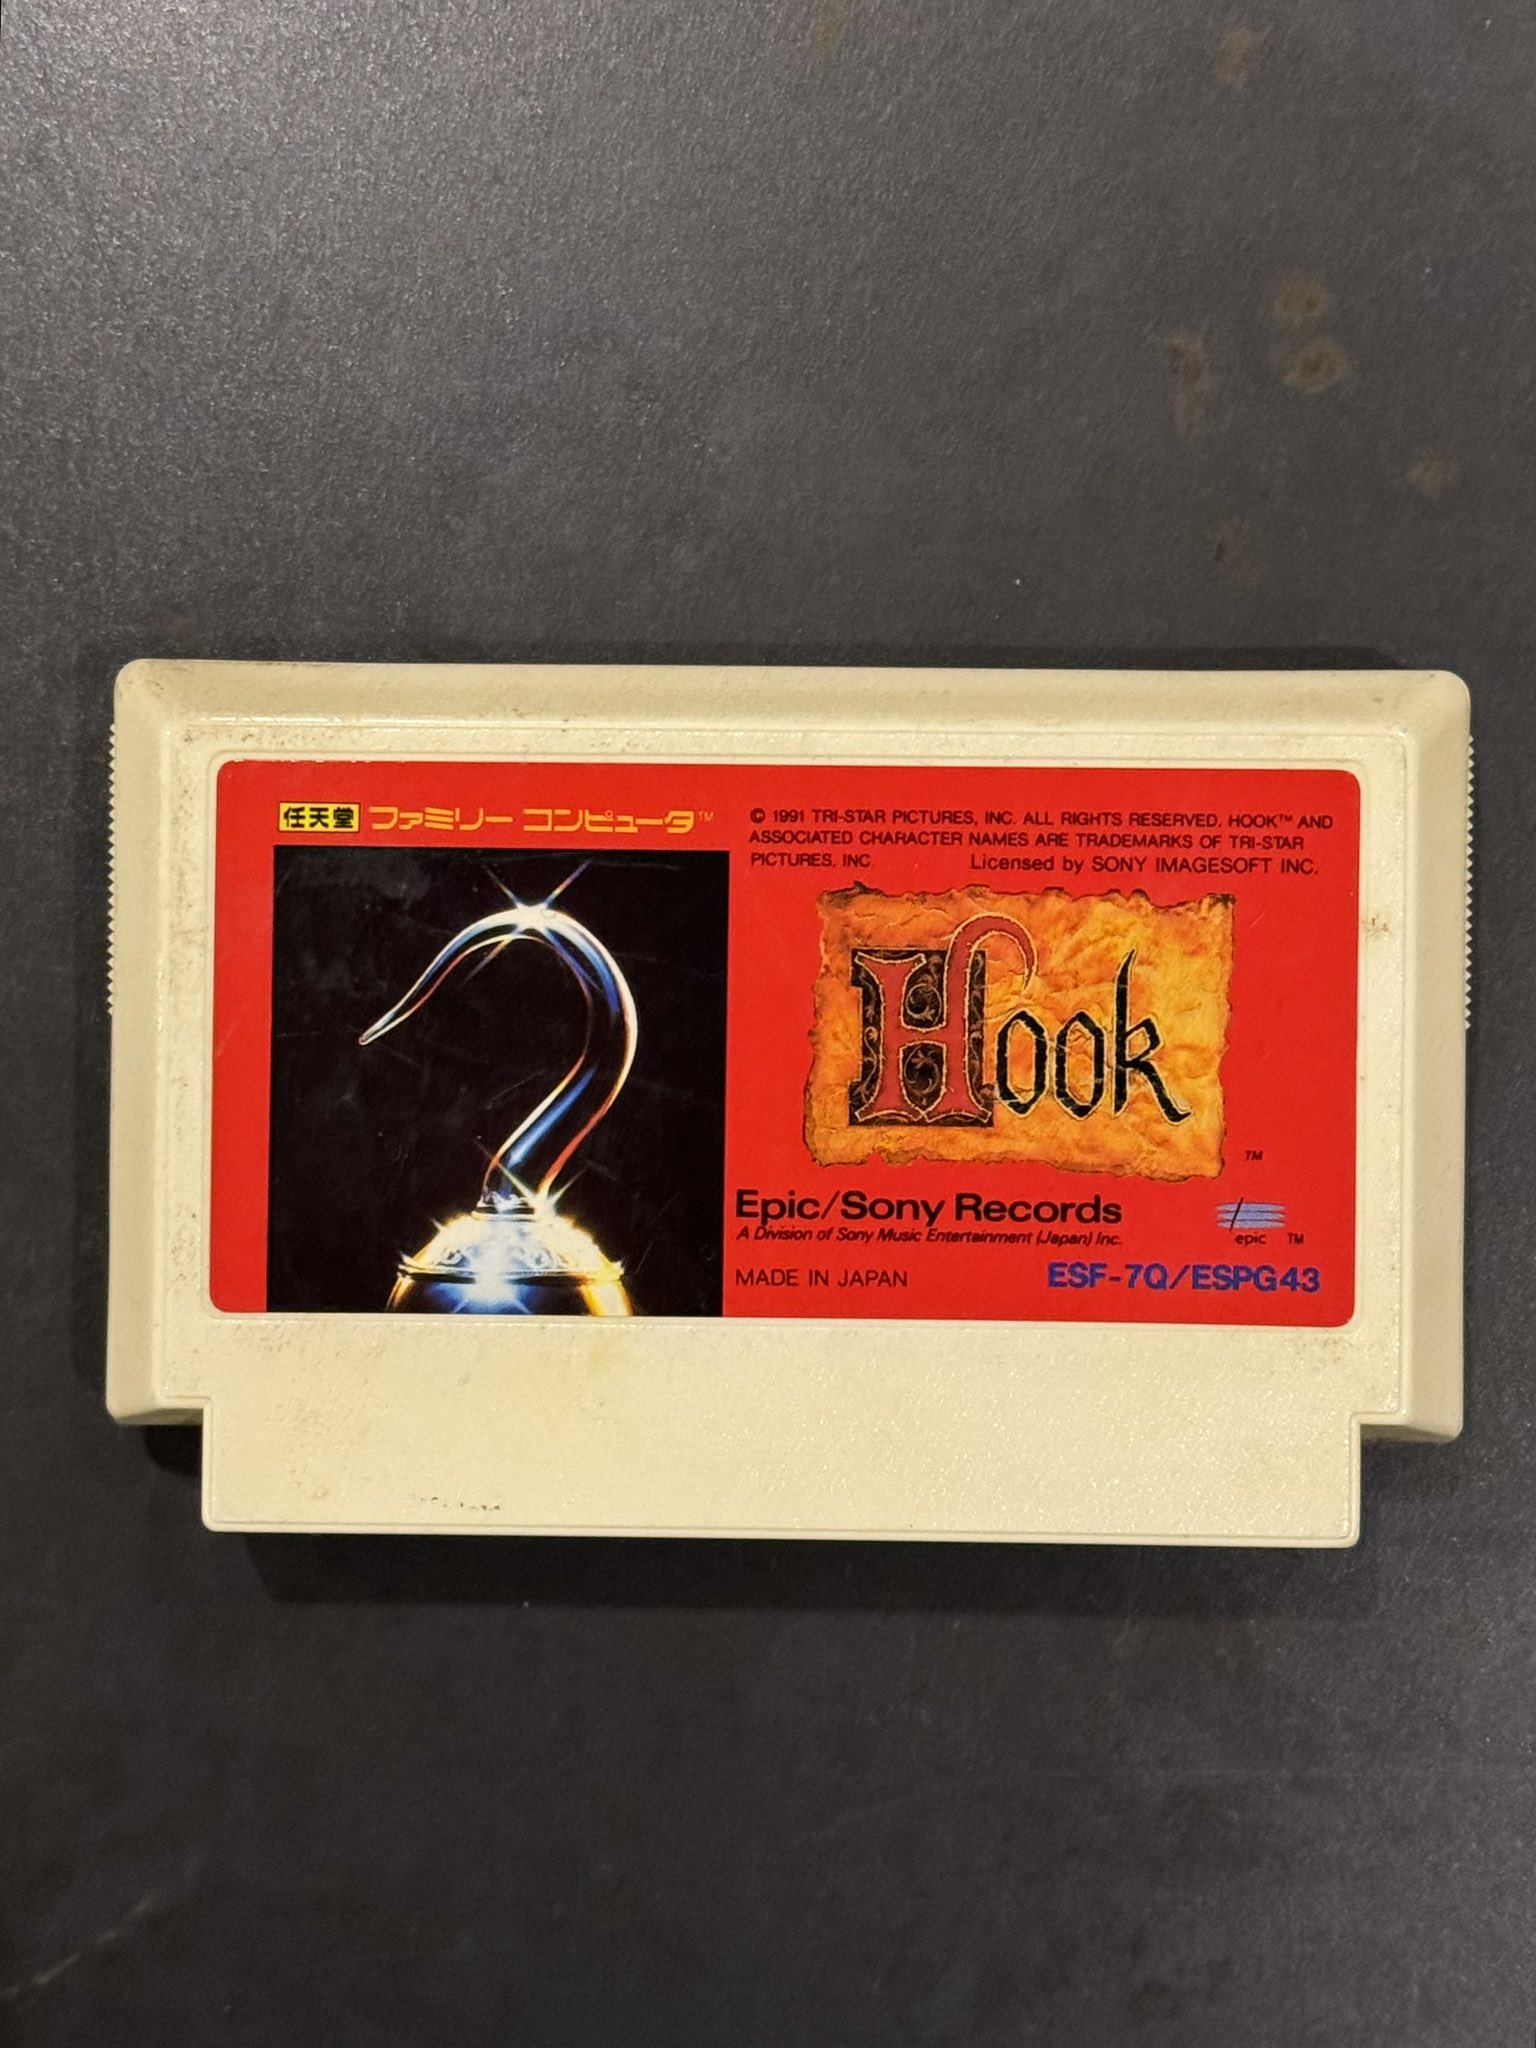 任天堂 ファミリー コンピュータ™
© 1991 TRI-STAR PICTURES, INC. ALL RIGHTS RESERVED. HOOK™ AND
ASSOCIATED CHARACTER NAMES ARE TRADEMARKS OF TRI-STAR
PICTURES, INC. Licensed by SONY IMAGESOFT INC.
Hook
™
Epic/Sony Records
A Division of Sony Music Entertainment (Japan) Inc.
epic ™
MADE IN JAPAN ESF-7Q/ESPG43